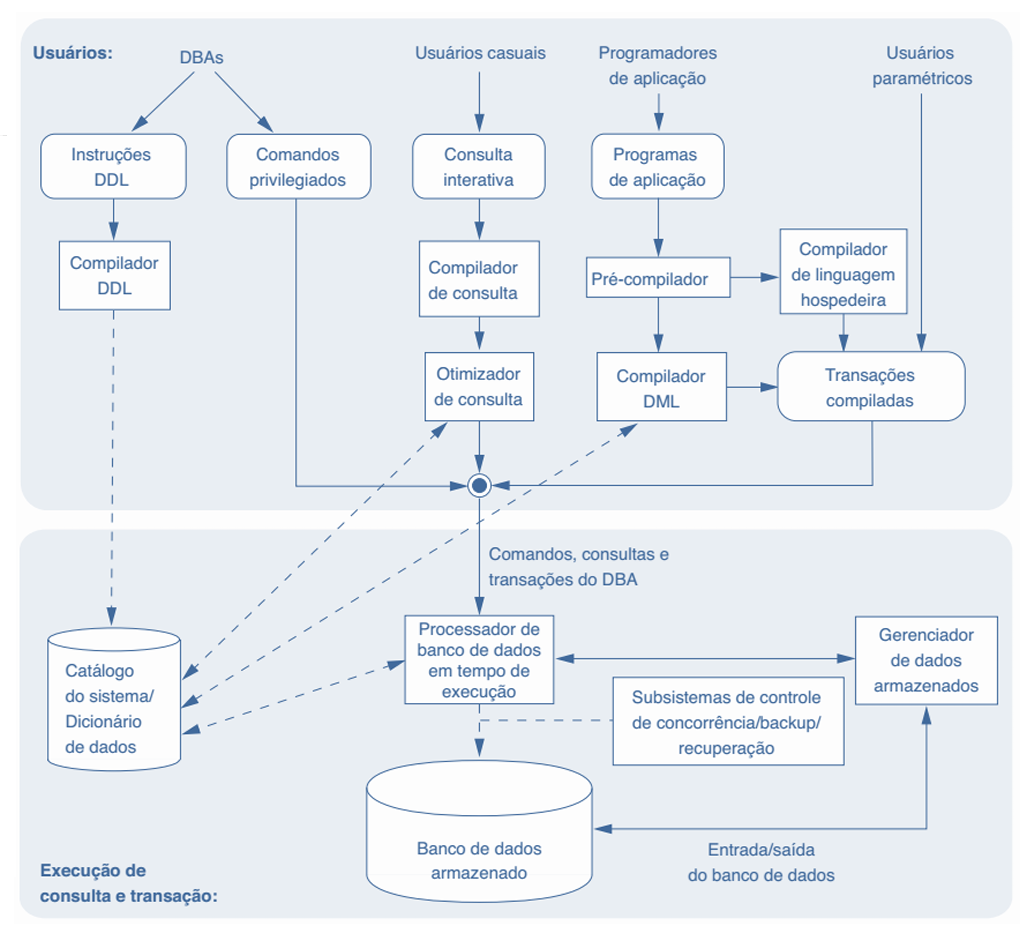 Usuários:
DBAs
Usuários casuais
Programadores
de aplicação
Usuários
paramétricos
Instruções
DDL
Comandos
privilegiados
Consulta
interativa
Programas
de aplicação
Compilador
DDL
Compilador
de consulta
Pré-compilador
Compilador
de linguagem
hospedeira
Otimizador
de consulta
Compilador
DML
Transações
compiladas
Comandos, consultas e
transações do DBA
Catálogo
do sistema/
Dicionário
de dados
Processador de
banco de dados
em tempo de
execução
Gerenciador
de dados
armazenados
Subsistemas de controle
de concorrência/backup/
recuperação
Banco de dados
armazenado
Entrada/saída
do banco de dados
Execução de
consulta e transação: